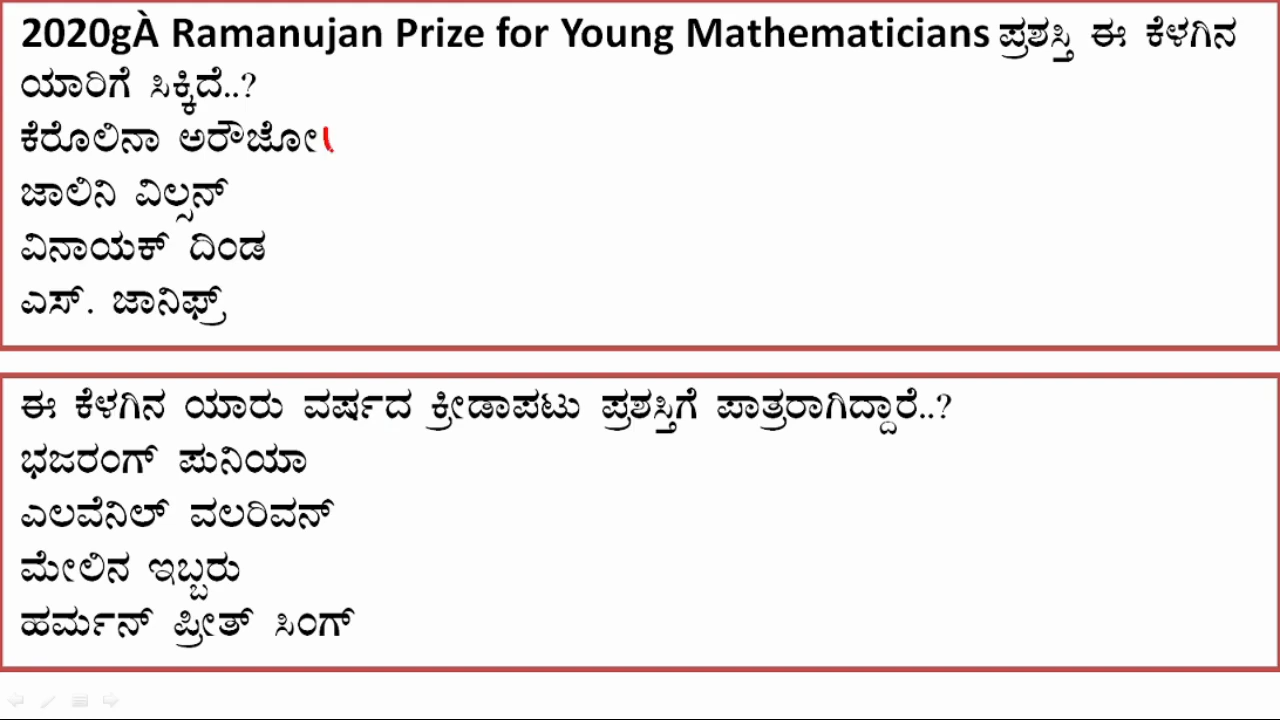 2020gÀ Ramanujan Prize for Young Mathematicians ಪ್ರಶಸ್ತಿ ಈ ಕೆಳಗಿನ
ಯಾರಿಗೆ ಸಿಕ್ಕಿದೆ..?
ಕೆರೊಲಿನಾ ಅರೌಜೋ
ಜಾಲಿನಿ ವಿಲ್ಸನ್
ವಿನಾಯಕ್ ದಿಂಡ
ಎಸ್. ಜಾನಿಫ್ರ್
ಈ ಕೆಳಗಿನ ಯಾರು ವರ್ಷದ ಕ್ರೀಡಾಪಟು ಪ್ರಶಸ್ತಿಗೆ ಪಾತ್ರರಾಗಿದ್ದಾರೆ..?
ಭಜರಂಗ್ ಪುನಿಯಾ
ಎಲವೆನಿಲ್ ವಲರಿವನ್
ಮೇಲಿನ ಇಬ್ಬರು
ಹರ್ಮನ್ ಪ್ರೀತ್ ಸಿಂಗ್